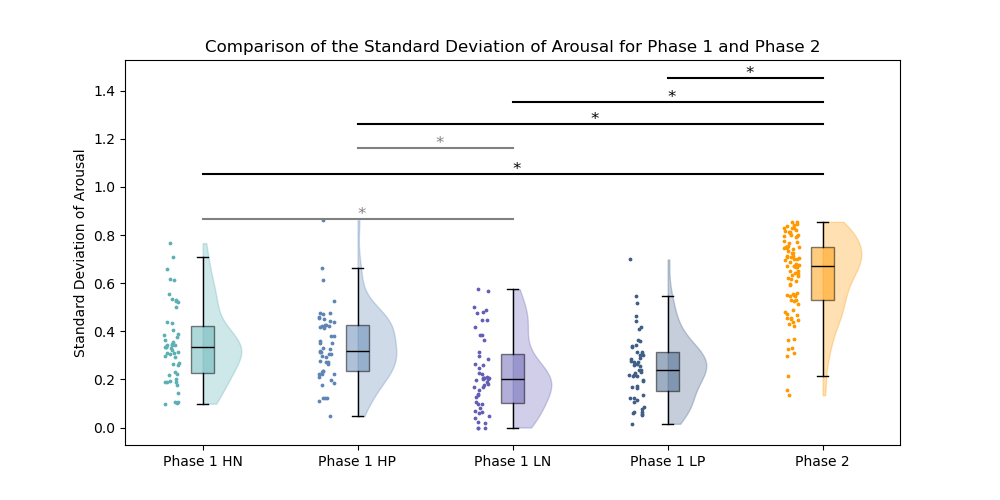 Comparison of the Standard Deviation of Arousal for Phase 1 and Phase 2
Standard Deviation of Arousal
1.4
1.2
1.0
0.8
0.6
0.4
0.2
0.0
*
*
*
*
*
*
Phase 1 HN
Phase 1 HP
Phase 1 LN
Phase 1 LP
Phase 2